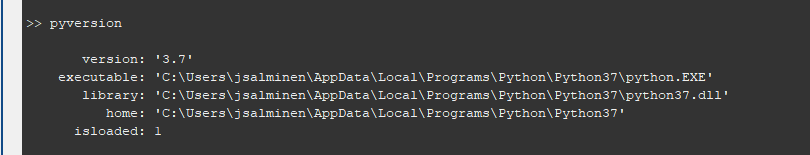 >> pyversion
version: '3.7'
executable: 'C:\Users\jsalminen\AppData\Local\Programs\Python\Python37\python.EXE'
library: 'C:\Users\jsalminen\AppData\Local\Programs\Python\Python37\python37.dll'
home: 'C:\Users\jsalminen\AppData\Local\Programs\Python\Python37'
isloaded: 1